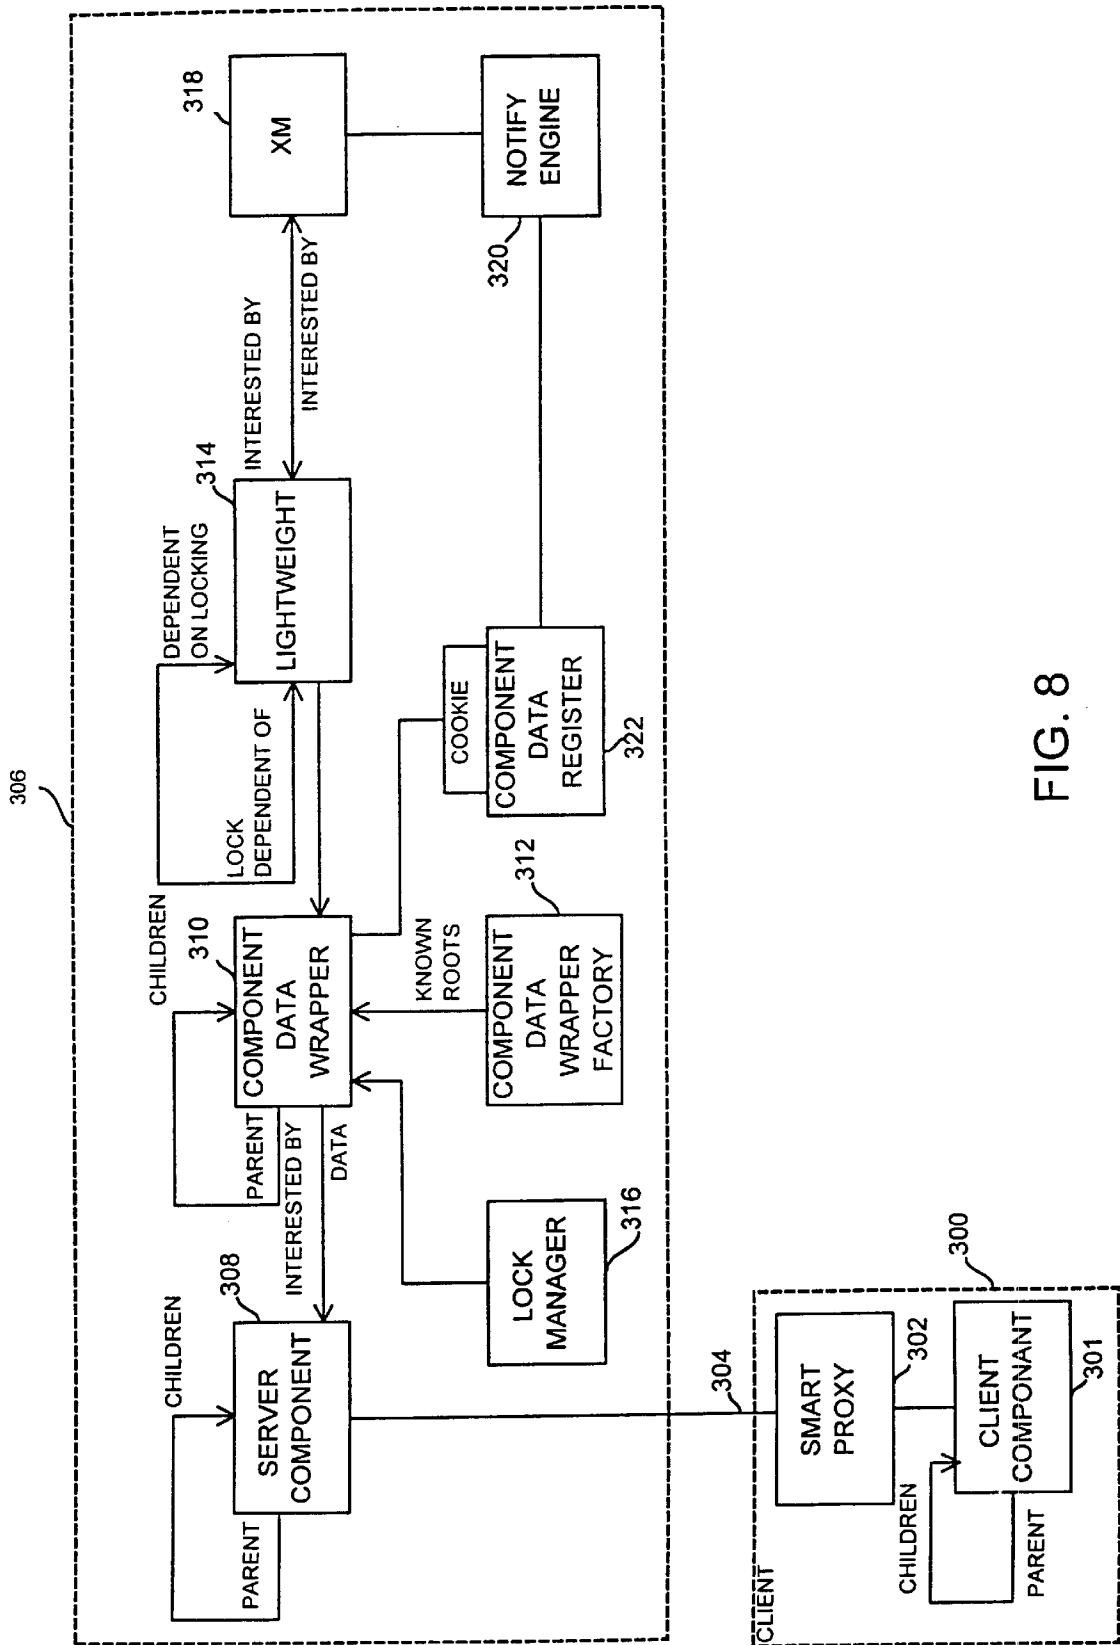 306
CHILDREN
PARENT
308
SERVER
COMPONENT
INTERESTED BY
DATA
CHILDREN
PARENT
310
COMPONENT
DATA
WRAPPER
LOCK
DEPENDENT OF
DEPENDENT
ON LOCKING
314
LIGHTWEIGHT
INTERESTED BY
INTERESTED BY
318
XM
LOCK
MANAGER
316
KNOWN
ROOTS
312
COMPONENT
DATA
WRAPPER
FACTORY
COOKIE
COMPONENT
DATA
REGISTER
322
320
NOTIFY
ENGINE
304
CLIENT
300
SMART
PROXY
302
CHILDREN
PARENT
CLIENT
COMPONANT
301
FIG. 8